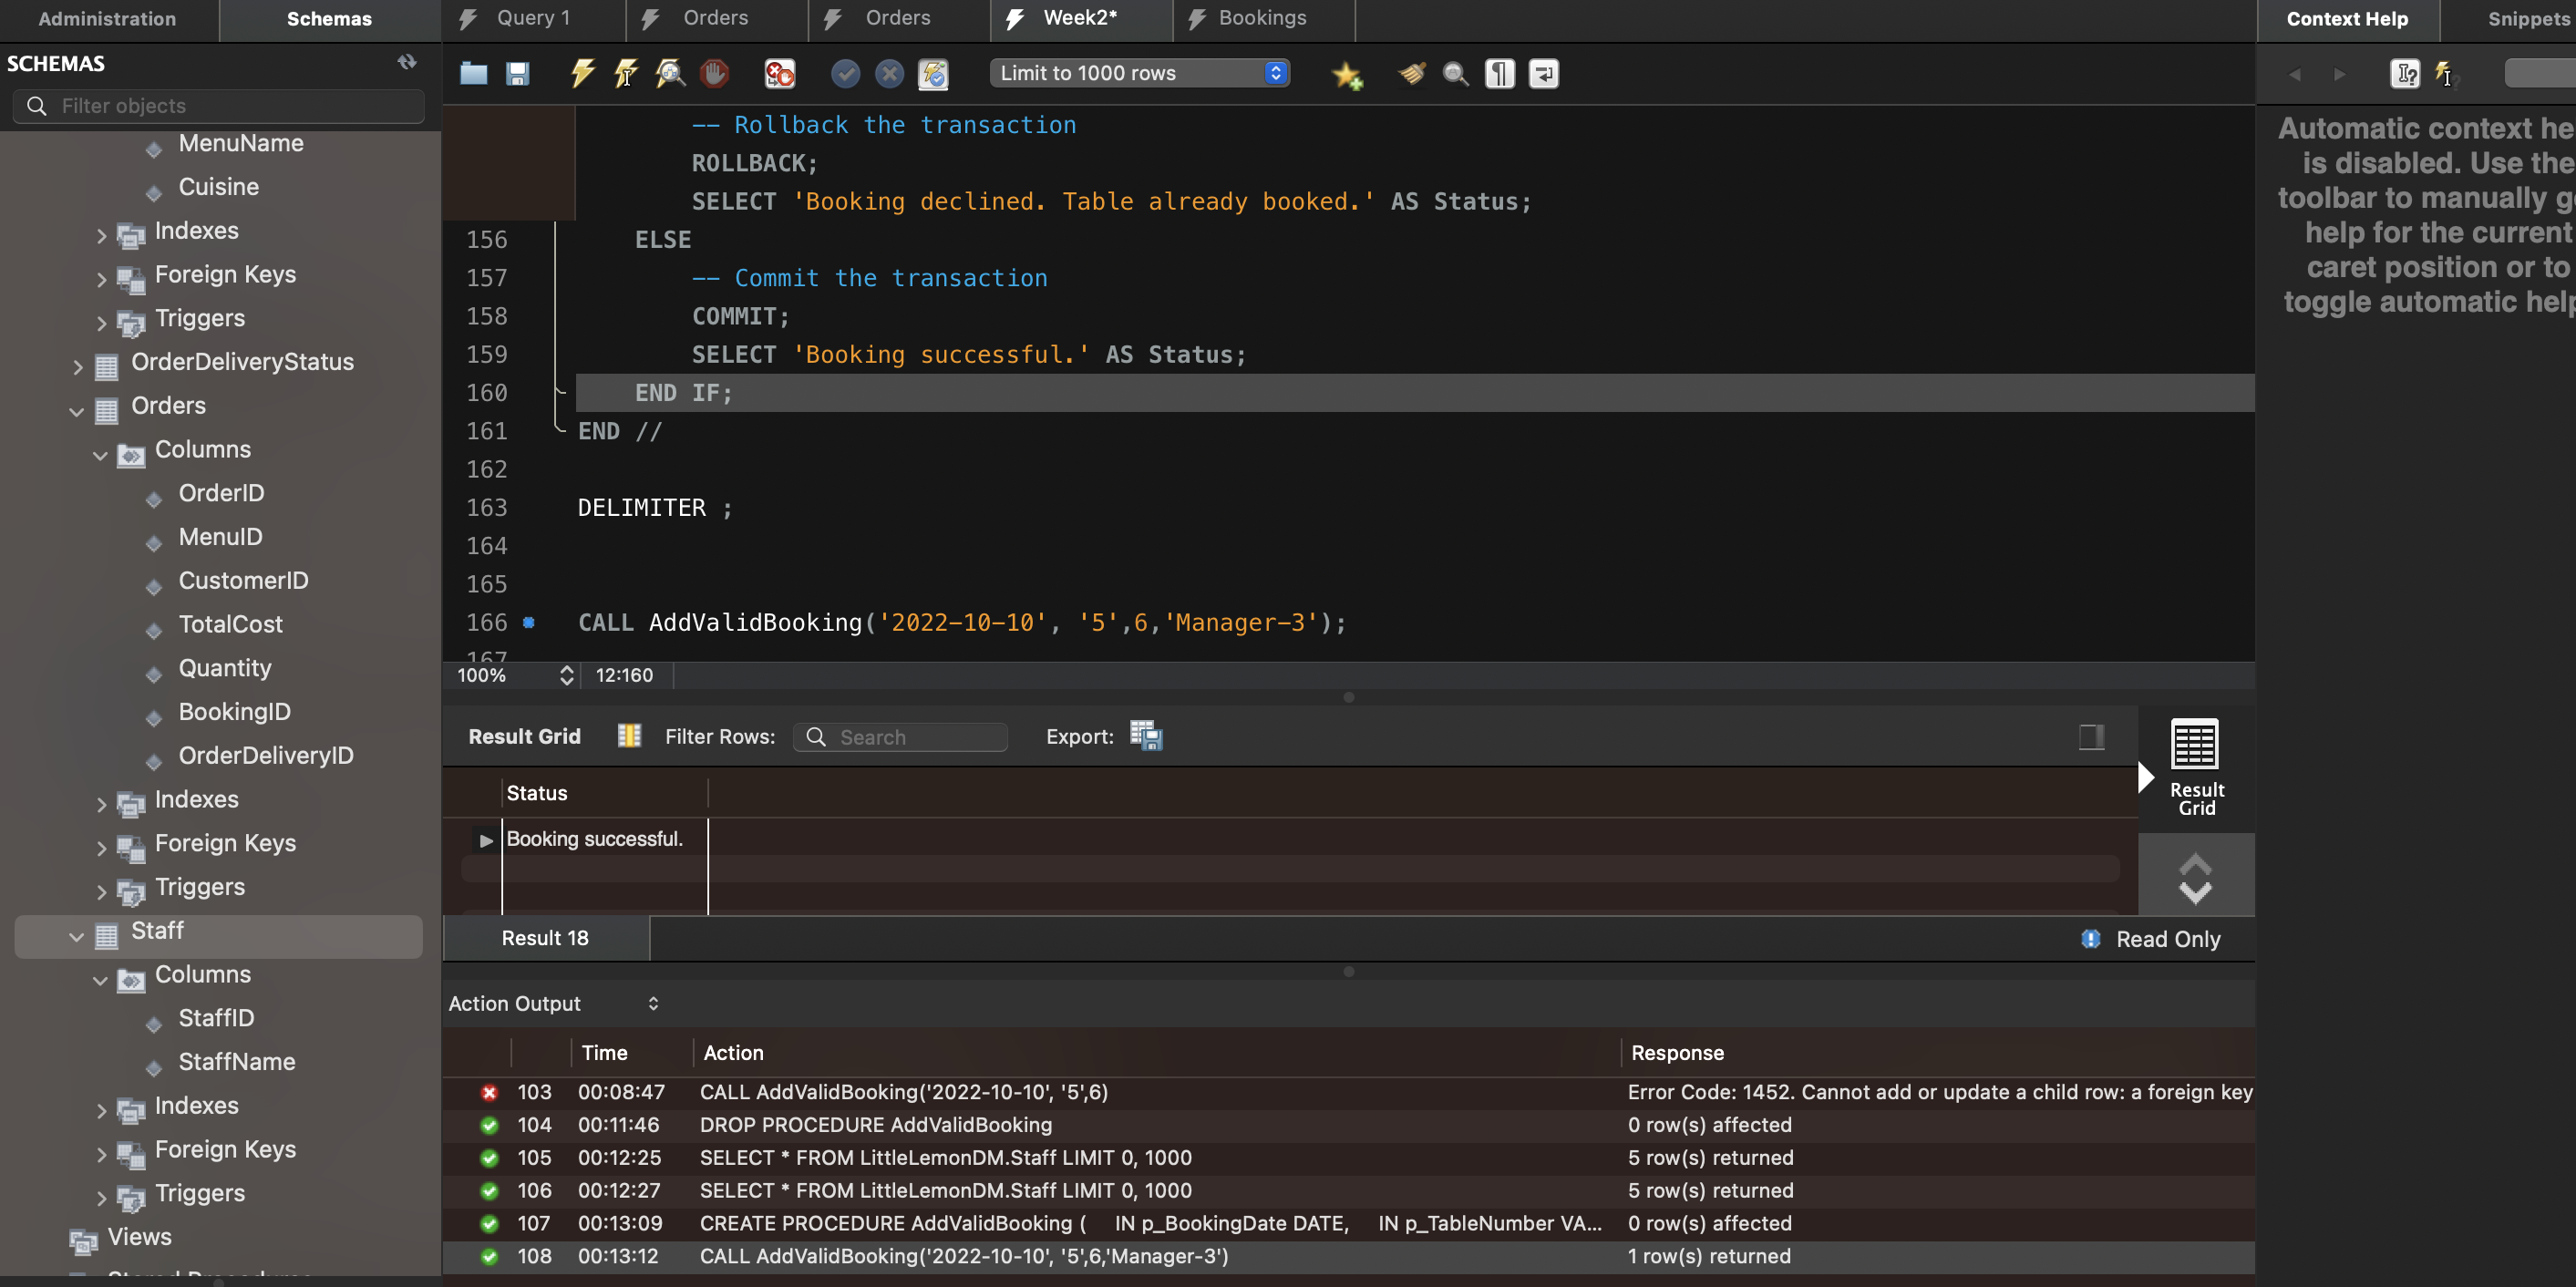 Administration
Schemas
Query 1
Orders
Orders
Week2*
Bookings
Context Help
Snippets
SCHEMAS
Filter objects
MenuName
Cuisine
Indexes
Foreign Keys
Triggers
OrderDeliveryStatus
Orders
Columns
OrderID
MenuID
CustomerID
TotalCost
Quantity
BookingID
OrderDeliveryID
Indexes
Foreign Keys
Triggers
Staff
Columns
StaffID
StaffName
Indexes
Foreign Keys
Triggers
Views
Limit to 1000 rows
-- Rollback the transaction
ROLLBACK;
SELECT 'Booking declined. Table already booked.' AS Status;
156 ELSE
157 -- Commit the transaction
158 COMMIT;
159 SELECT 'Booking successful.' AS Status;
160 END IF;
161 END //
162
163 DELIMITER ;
164
165
166 CALL AddValidBooking('2022-10-10', '5',6,'Manager-3');
167
100% 12:160
Result Grid Filter Rows: Search Export:
Status
Booking successful.
Result
Grid
Result 18
Read Only
Action Output
Time Action Response
103 00:08:47 CALL AddValidBooking('2022-10-10', '5',6) Error Code: 1452. Cannot add or update a child row: a foreign key
104 00:11:46 DROP PROCEDURE AddValidBooking 0 row(s) affected
105 00:12:25 SELECT * FROM LittleLemonDM.Staff LIMIT 0, 1000 5 row(s) returned
106 00:12:27 SELECT * FROM LittleLemonDM.Staff LIMIT 0, 1000 5 row(s) returned
107 00:13:09 CREATE PROCEDURE AddValidBooking ( IN p_BookingDate DATE, IN p_TableNumber VA... 0 row(s) affected
108 00:13:12 CALL AddValidBooking('2022-10-10', '5',6,'Manager-3') 1 row(s) returned
Automatic context he
is disabled. Use the
toolbar to manually g
help for the current
caret position or to
toggle automatic help